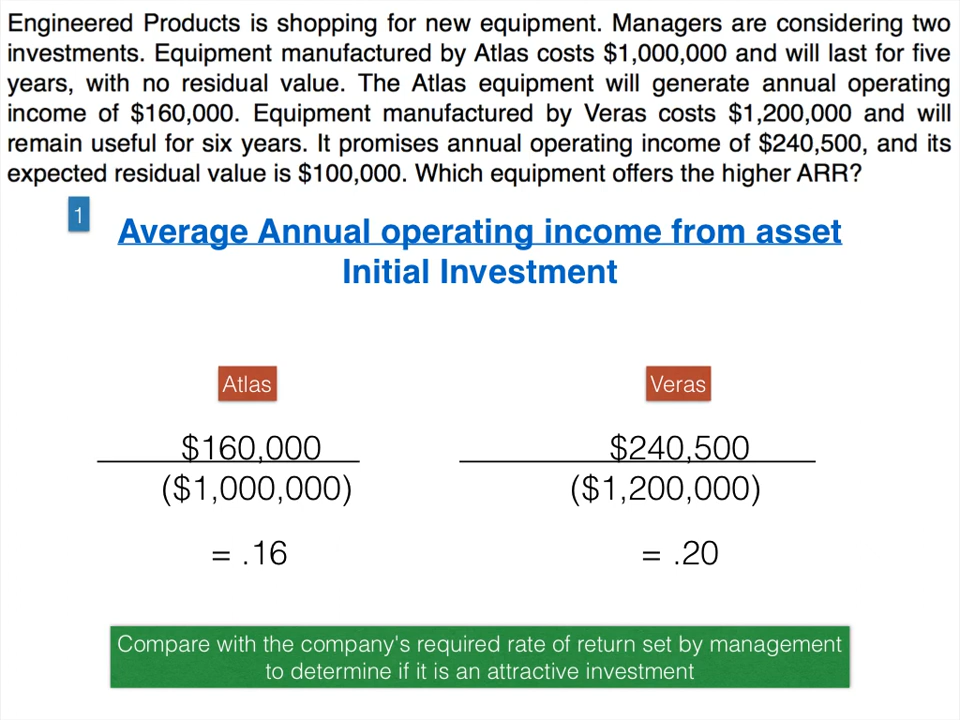 Engineered Products is shopping for new equipment. Managers are considering two
investments. Equipment manufactured by Atlas costs $1,000,000 and will last for five
years, with no residual value. The Atlas equipment will generate annual operating
income of $160,000. Equipment manufactured by Veras costs $1,200,000 and will
remain useful for six years. It promises annual operating income of $240,500, and its
expected residual value is $100,000. Which equipment offers the higher ARR?
1
Average Annual operating income from asset
Initial Investment
Atlas
Veras
$160,000
$240,500
($1,000,000)
($1,200,000)
= .16
= .20
Compare with the company's required rate of return set by management
to determine if it is an attractive investment